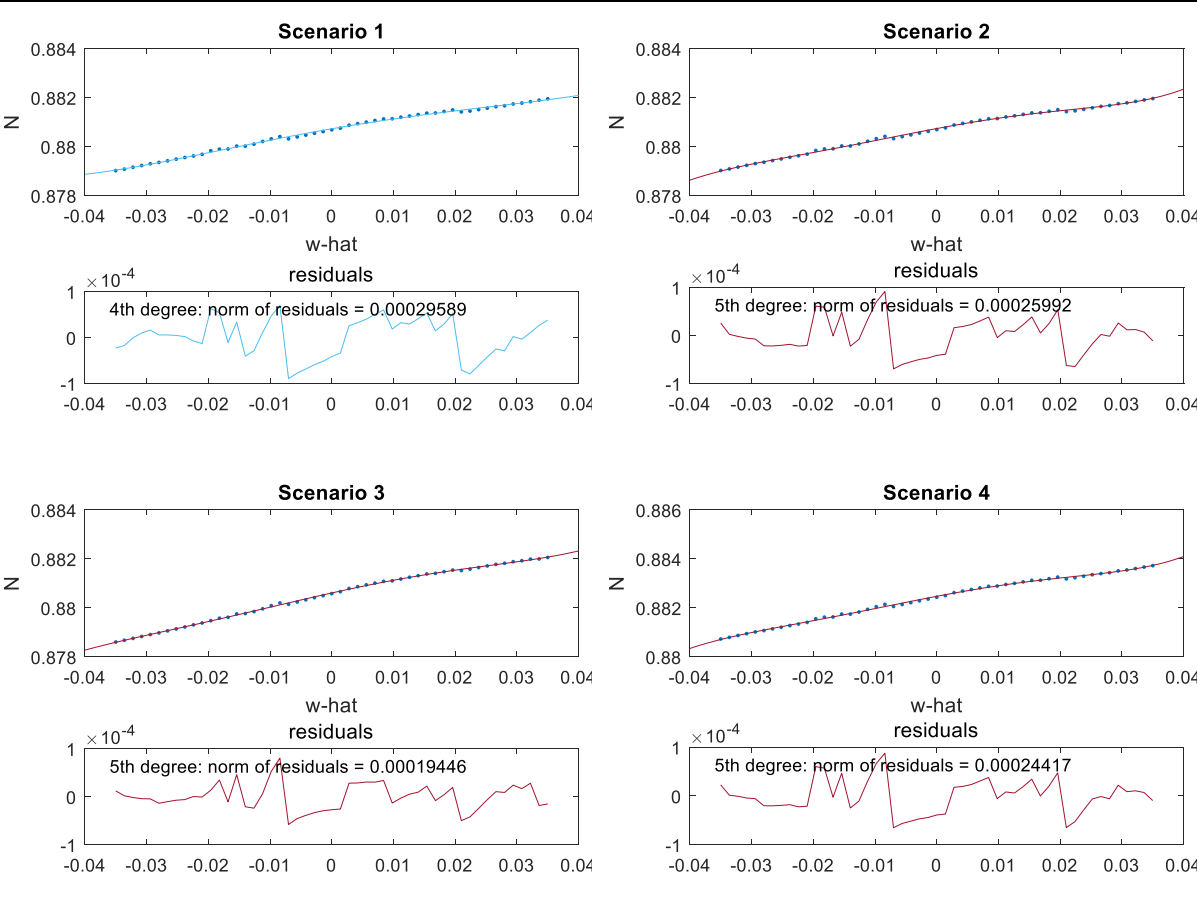 Scenario 1
0.884
0.882
0.88
0.878
N
-0.04 -0.03 -0.02 -0.01 0 0.01 0.02 0.03 0.04
w-hat
residuals
×10-4
1
0
-1
4th degree: norm of residuals = 0.00029589
-0.04 -0.03 -0.02 -0.01 0 0.01 0.02 0.03 0.04
Scenario 2
0.884
0.882
0.88
0.878
N
-0.04 -0.03 -0.02 -0.01 0 0.01 0.02 0.03 0.04
w-hat
residuals
×10-4
1
0
-1
5th degree: norm of residuals = 0.00025992
-0.04 -0.03 -0.02 -0.01 0 0.01 0.02 0.03 0.04
Scenario 3
0.884
0.882
0.88
0.878
N
-0.04 -0.03 -0.02 -0.01 0 0.01 0.02 0.03 0.04
w-hat
residuals
×10-4
1
0
-1
5th degree: norm of residuals = 0.00019446
-0.04 -0.03 -0.02 -0.01 0 0.01 0.02 0.03 0.04
Scenario 4
0.886
0.884
0.882
0.88
N
-0.04 -0.03 -0.02 -0.01 0 0.01 0.02 0.03 0.04
w-hat
residuals
×10-4
1
0
-1
5th degree: norm of residuals = 0.00024417
-0.04 -0.03 -0.02 -0.01 0 0.01 0.02 0.03 0.04